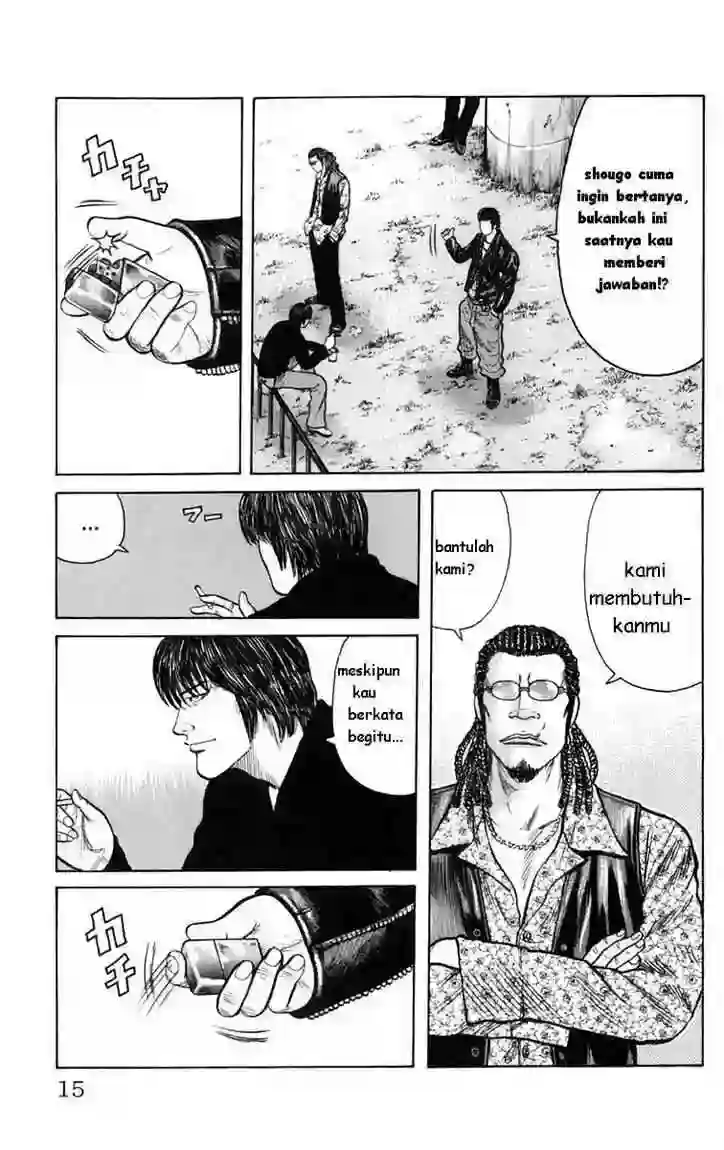 shougo cuma
ingin bertanya,
bukankah ini
saatnya kau
memberi
jawaban!?
カチャ
kami
membutuh-
kanmu
bantulah
kami?
フー
...
meskipun
kau
berkata
begitu...
カチ
15